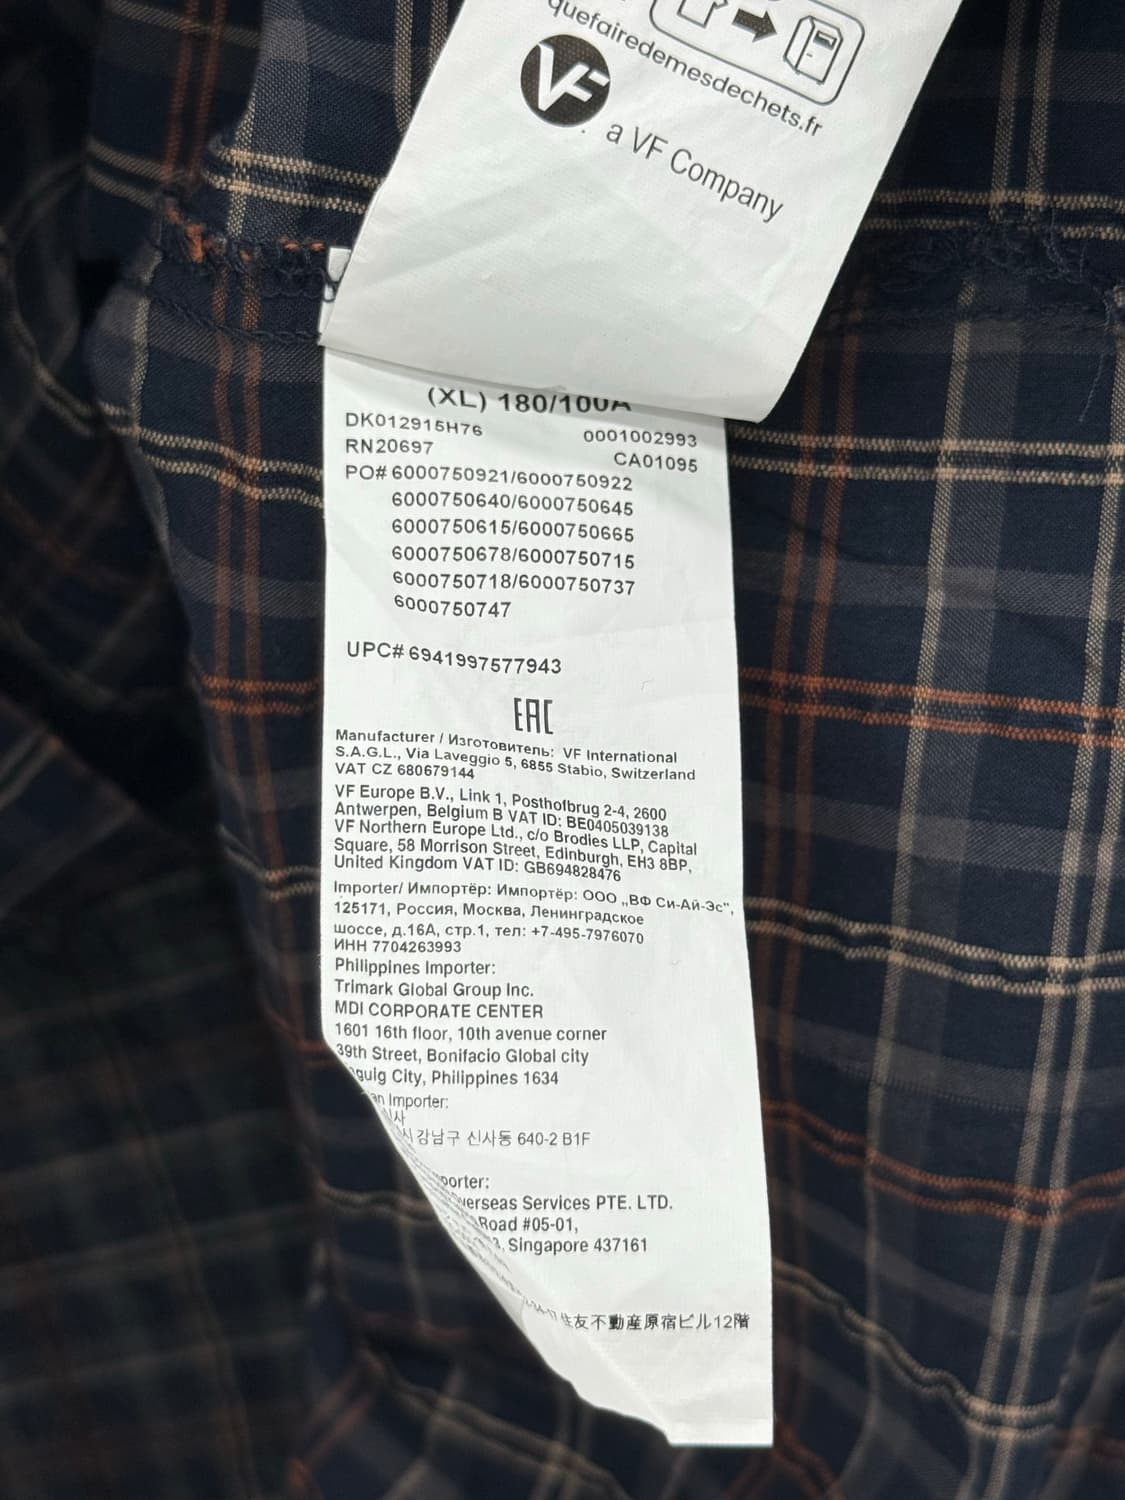 quefairedemesdechets.fr
VF
a VF Company
(XL) 180/100A
DK012915H76 0001002993
RN20697 CA01095
PO# 6000750921/6000750922
6000750640/6000750645
6000750615/6000750665
6000750678/6000750715
6000750718/6000750737
6000750747
UPC# 6941997577943
EAC
Manufacturer / Изготовитель: VF International
S.A.G.L., Via Laveggio 5, 6855 Stabio, Switzerland
VAT CZ 680679144
VF Europe B.V., Link 1, Posthofbrug 2-4, 2600
Antwerpen, Belgium B VAT ID: BE0405039138
VF Northern Europe Ltd., c/o Brodies LLP, Capital
Square, 58 Morrison Street, Edinburgh, EH3 8BP,
United Kingdom VAT ID: GB694828476
Importer/ Импортёр: Импортёр: ООО „ВФ Си-Ай-Эс",
125171, Россия, Москва, Ленинградское
шоссе, д.16А, стр.1, тел: +7-495-7976070
ИНН 7704263993
Philippines Importer:
Trimark Global Group Inc.
MDI CORPORATE CENTER
1601 16th floor, 10th avenue corner
39th Street, Bonifacio Global city
City, Philippines 1634
Importer:
강남구 신사동 640-2 B1F
Services PTE. LTD.
Road #05-01,
Singapore 437161
住友不動産原宿ビル12階